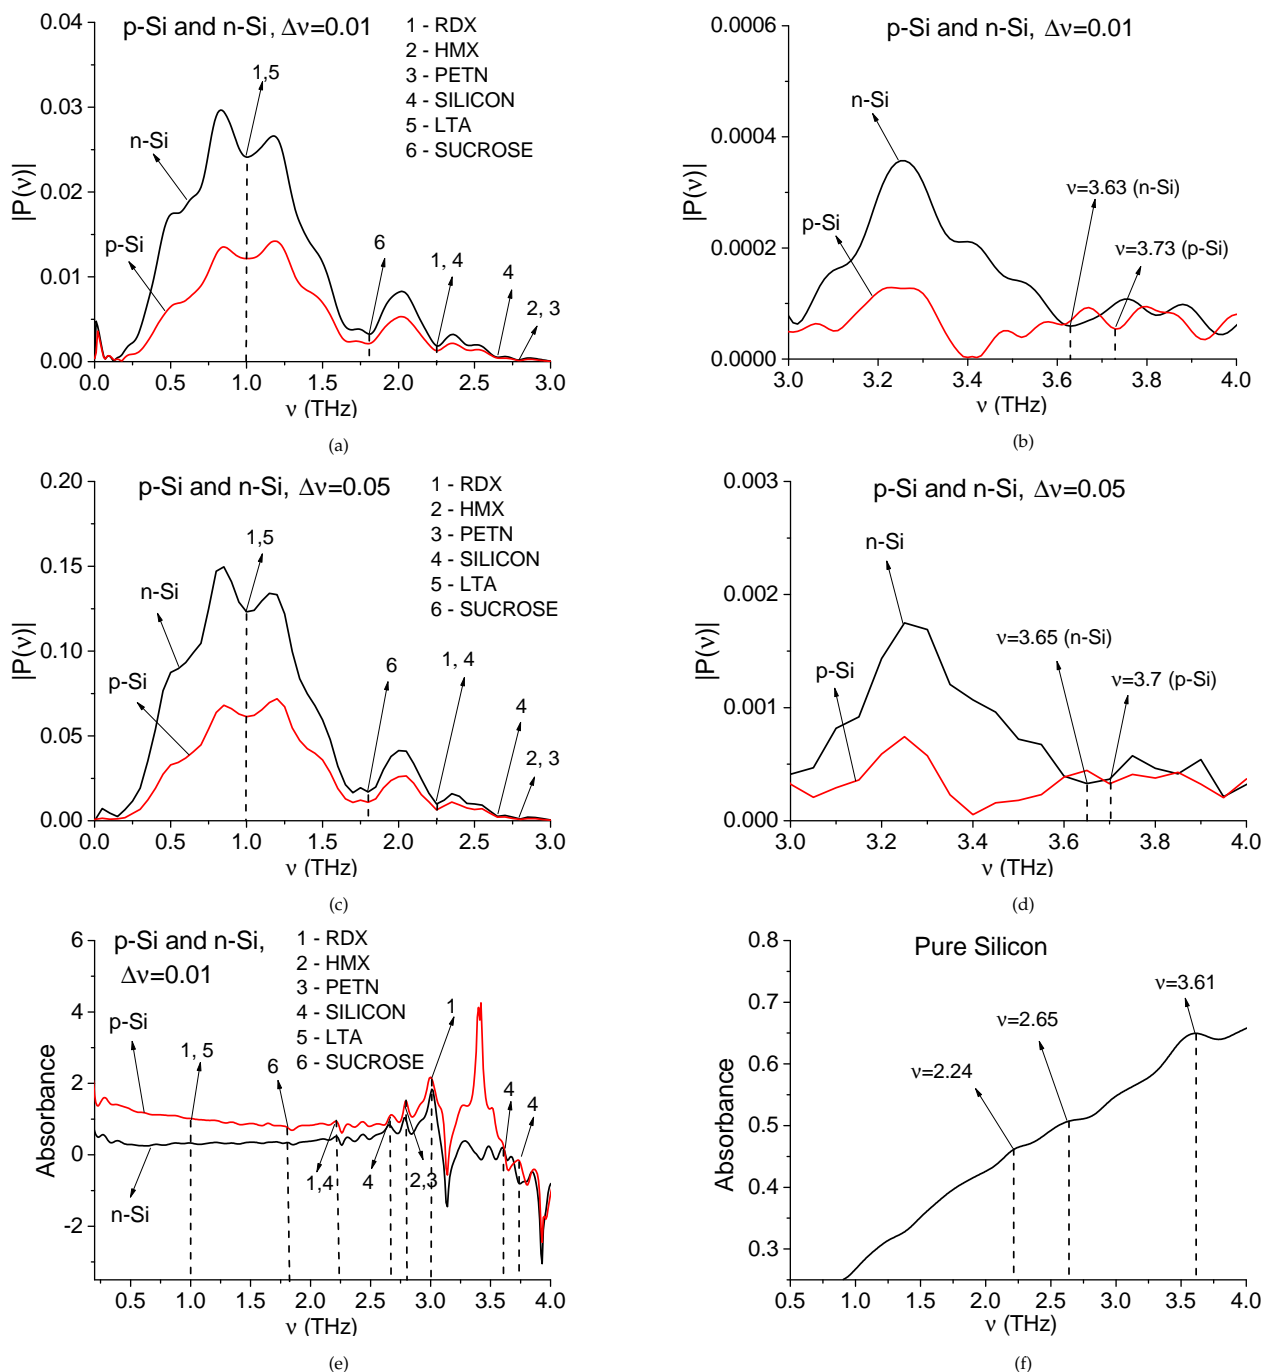 p-Si and n-Si, Δν=0.01
1 - RDX
2 - HMX
3 - PETN
4 - SILICON
5 - LTA
6 - SUCROSE
1,5
n-Si
p-Si
6
1, 4
4
2, 3
|P(ν)|
0.04
0.03
0.02
0.01
0.00
0.0 0.5 1.0 1.5 2.0 2.5 3.0
ν (THz)
(a)
p-Si and n-Si, Δν=0.01
n-Si
p-Si
ν=3.63 (n-Si)
ν=3.73 (p-Si)
|P(ν)|
0.0006
0.0004
0.0002
0.0000
3.0 3.2 3.4 3.6 3.8 4.0
ν (THz)
(b)
p-Si and n-Si, Δν=0.05
1 - RDX
2 - HMX
3 - PETN
4 - SILICON
5 - LTA
6 - SUCROSE
1,5
n-Si
p-Si
6
1, 4
4
2, 3
|P(ν)|
0.20
0.15
0.10
0.05
0.00
0.0 0.5 1.0 1.5 2.0 2.5 3.0
ν (THz)
(c)
p-Si and n-Si, Δν=0.05
n-Si
p-Si
ν=3.65 (n-Si)
ν=3.7 (p-Si)
|P(ν)|
0.003
0.002
0.001
0.000
3.0 3.2 3.4 3.6 3.8 4.0
ν (THz)
(d)
p-Si and n-Si,
Δν=0.01
1 - RDX
2 - HMX
3 - PETN
4 - SILICON
5 - LTA
6 - SUCROSE
p-Si
1, 5
6
1
4
4
1,4
4
2,3
n-Si
Absorbance
6
4
2
0
-2
0.5 1.0 1.5 2.0 2.5 3.0 3.5 4.0
ν (THz)
(e)
Pure Silicon
ν=3.61
ν=2.65
ν=2.24
Absorbance
0.8
0.7
0.6
0.5
0.4
0.3
0.5 1.0 1.5 2.0 2.5 3.0 3.5 4.0
ν (THz)
(f)